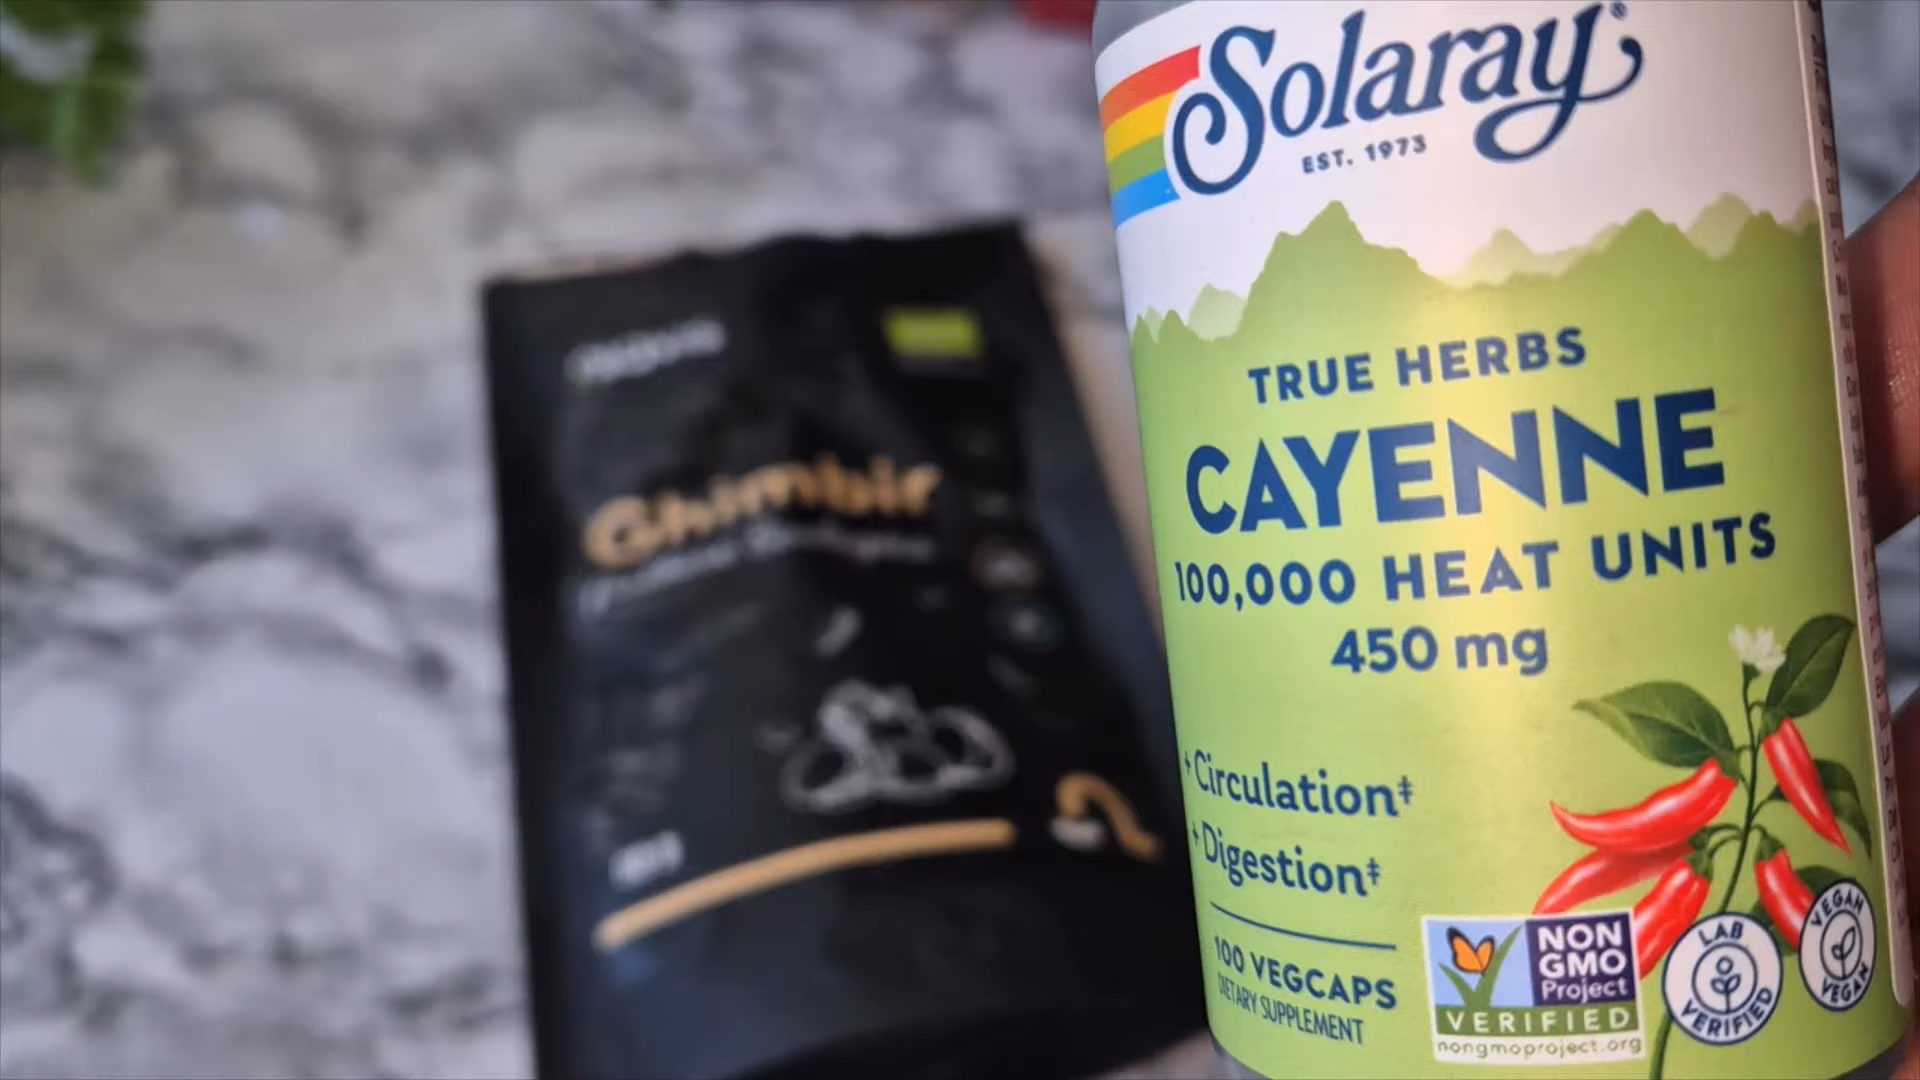 Solaray®
EST. 1973
TRUE HERBS
CAYENNE
100,000 HEAT UNITS
450 mg
+ Circulation‡
+ Digestion‡
100 VEGCAPS
DIETARY SUPPLEMENT
NON
GMO
Project
VERIFIED
nongmoproject.org
LAB
VERIFIED
VEGAN
VEGAN
Ghimbir